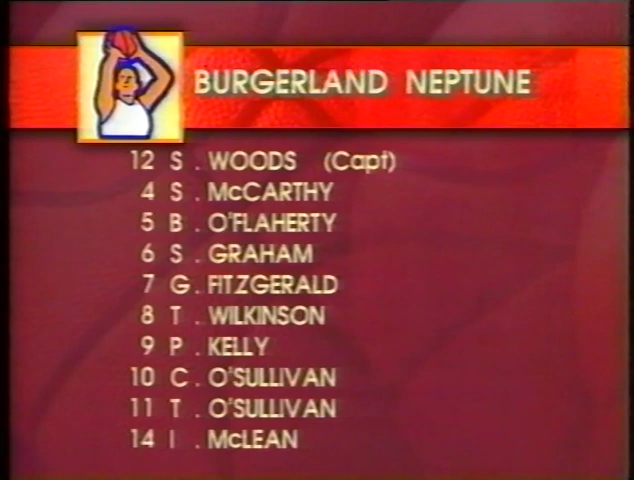 BURGERLAND NEPTUNE
12 S . WOODS (Capt)
4 S . McCARTHY
5 B . O'FLAHERTY
6 S . GRAHAM
7 G . FITZGERALD
8 T . WILKINSON
9 P . KELLY
10 C . O'SULLIVAN
11 T . O'SULLIVAN
14 I . McLEAN